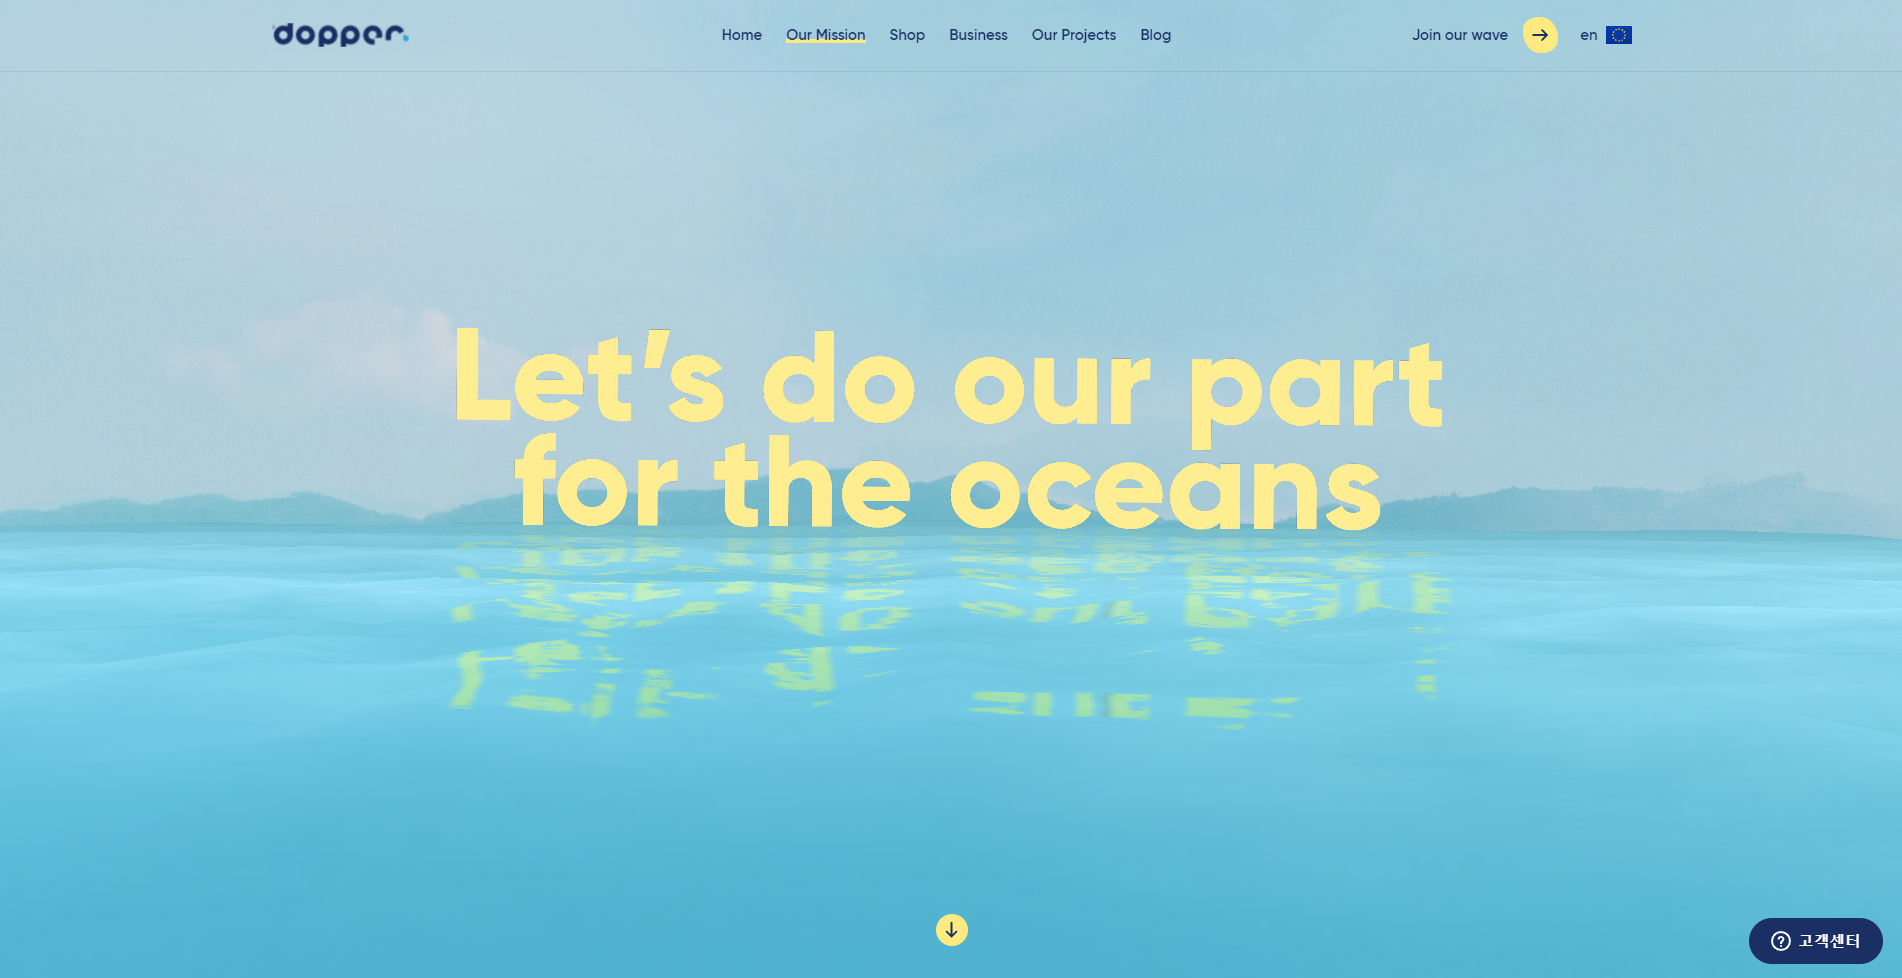 dopper
Home Our Mission Shop Business Our Projects Blog
Join our wave
en
Let’s do our part
for the oceans
고객센터